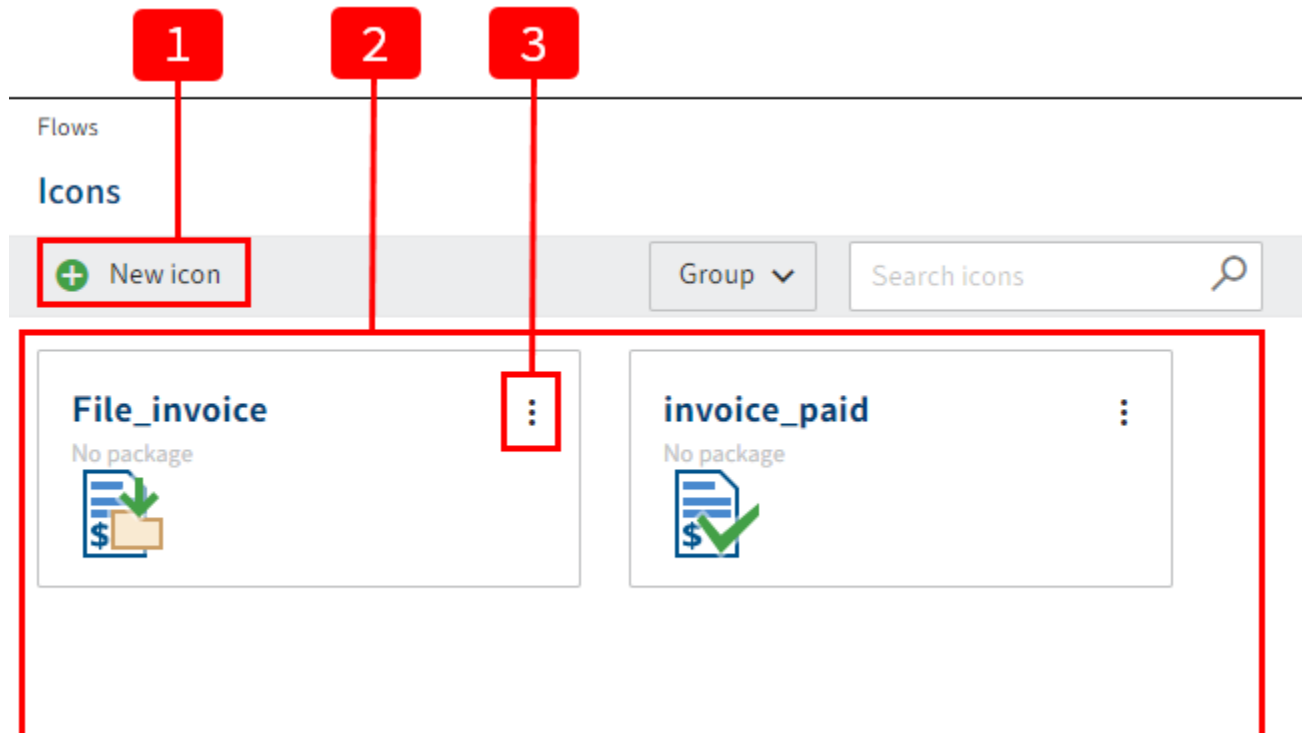 1 2 3
Flows
Icons
New icon Group Search icons
File_invoice invoice_paid
No package No package
$ $